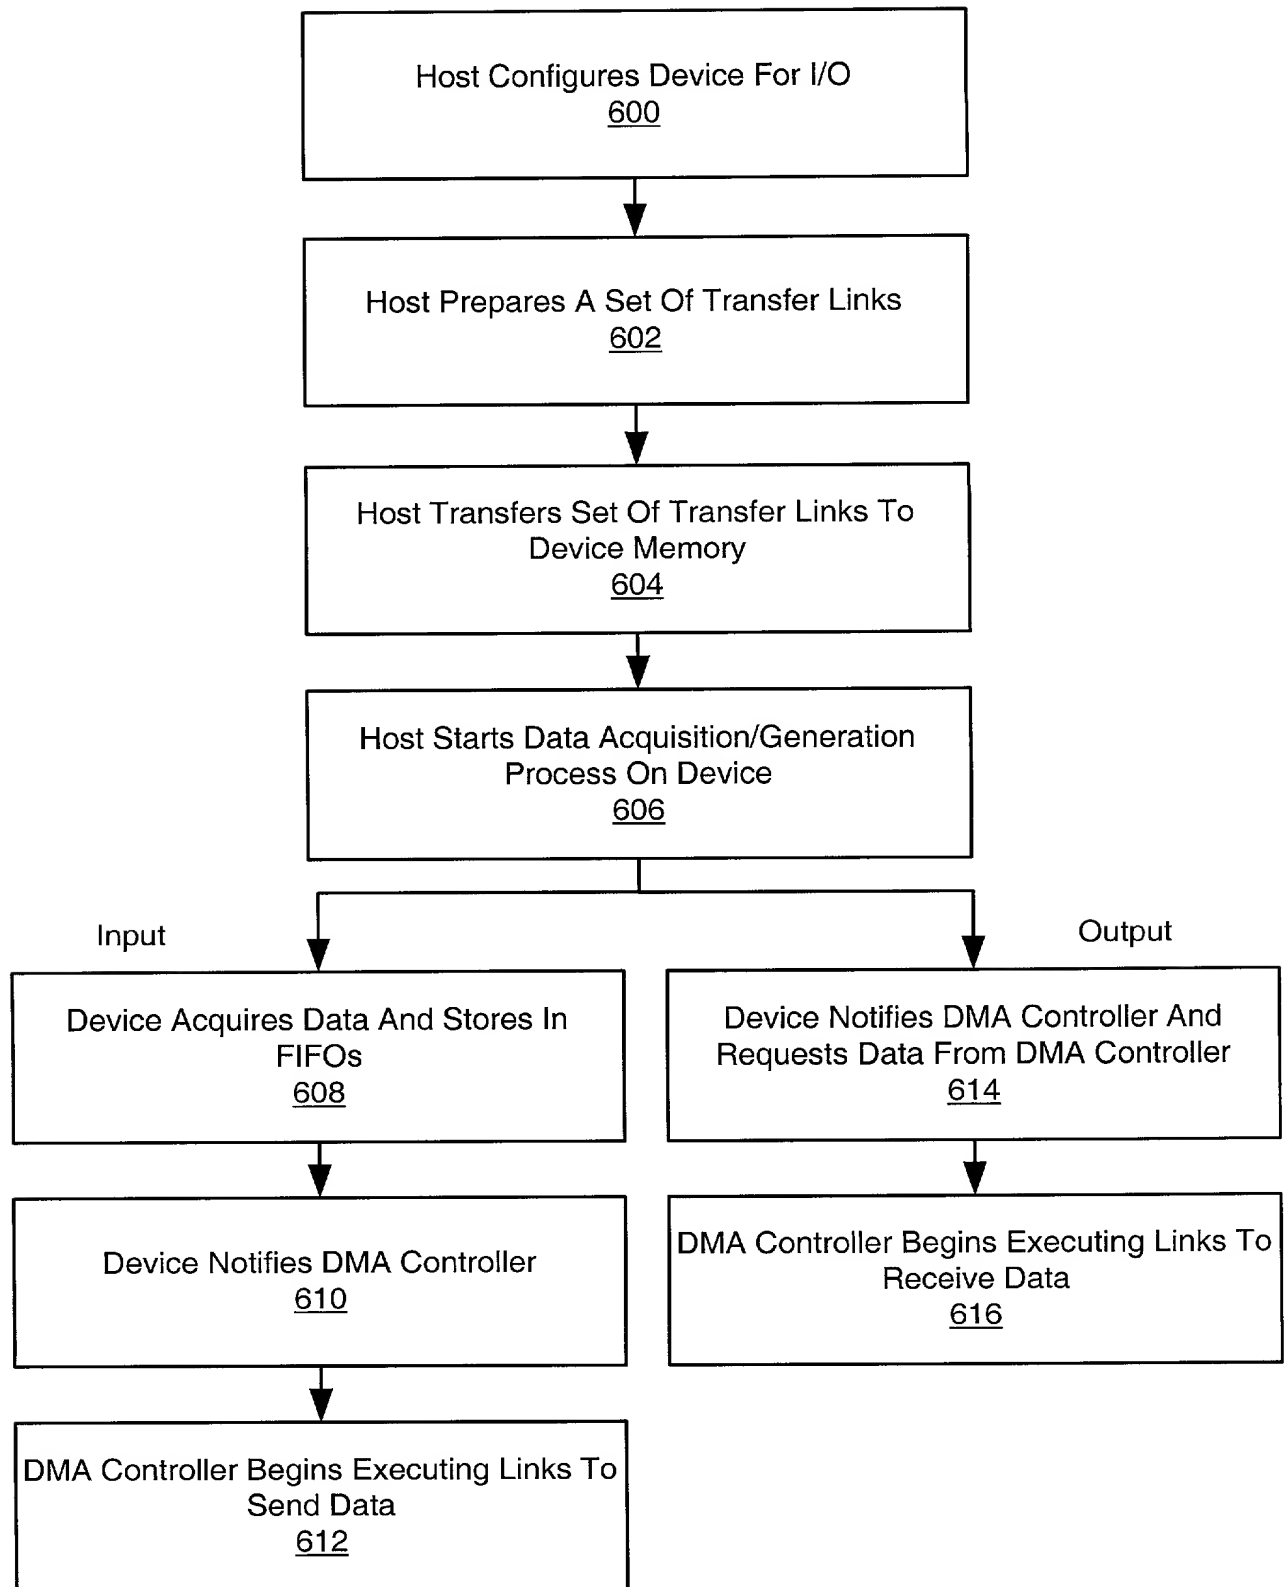 Host Configures Device For I/O
600
Host Prepares A Set Of Transfer Links
602
Host Transfers Set Of Transfer Links To
Device Memory
604
Host Starts Data Acquisition/Generation
Process On Device
606
Input
Output
Device Acquires Data And Stores In
FIFOs
608
Device Notifies DMA Controller And
Requests Data From DMA Controller
614
Device Notifies DMA Controller
610
DMA Controller Begins Executing Links To
Receive Data
616
DMA Controller Begins Executing Links To
Send Data
612